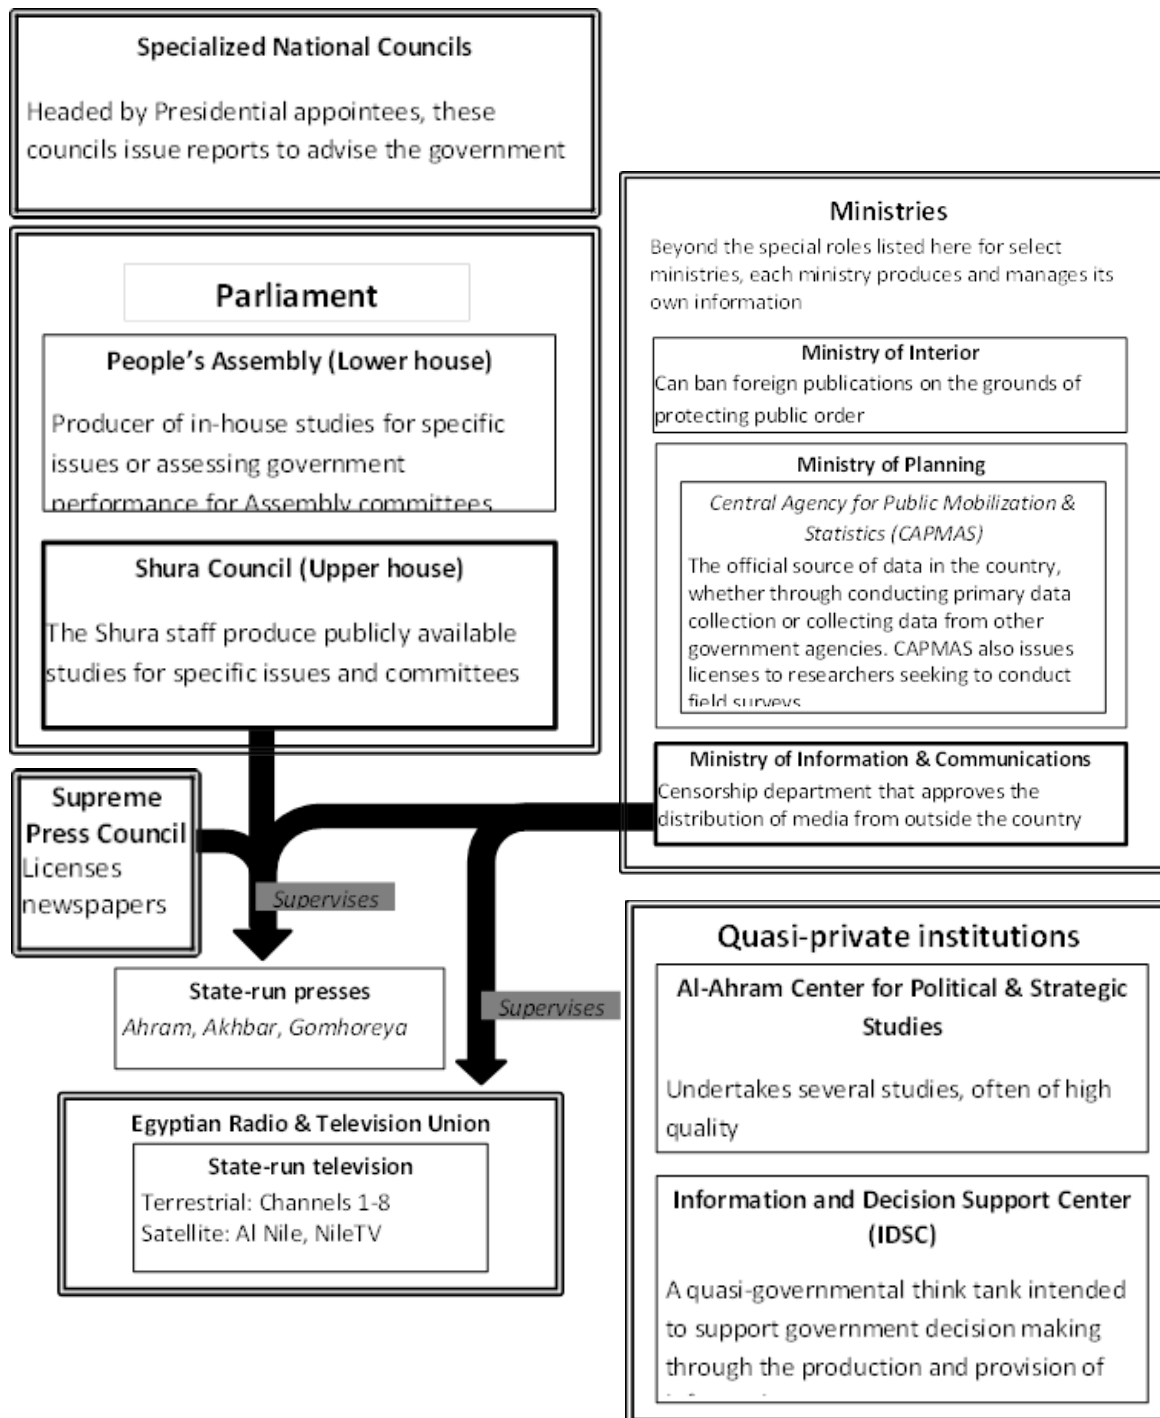 Specialized National Councils
Headed by Presidential appointees, these
councils issue reports to advise the government
Parliament
People’s Assembly (Lower house)
Producer of in-house studies for specific
issues or assessing government
performance for Assembly committees
Shura Council (Upper house)
The Shura staff produce publicly available
studies for specific issues and committees
Ministries
Beyond the special roles listed here for select
ministries, each ministry produces and manages its
own information
Ministry of Interior
Can ban foreign publications on the grounds of
protecting public order
Ministry of Planning
Central Agency for Public Mobilization &
Statistics (CAPMAS)
The official source of data in the country,
whether through conducting primary data
collection or collecting data from other
government agencies. CAPMAS also issues
licenses to researchers seeking to conduct
field surveys
Ministry of Information & Communications
Censorship department that approves the
distribution of media from outside the country
Supreme
Press Council
Licenses
newspapers
Supervises
State-run presses
Ahram, Akhbar, Gomhoreya
Supervises
Egyptian Radio & Television Union
State-run television
Terrestrial: Channels 1-8
Satellite: Al Nile, NileTV
Quasi-private institutions
Al-Ahram Center for Political & Strategic
Studies
Undertakes several studies, often of high
quality
Information and Decision Support Center
(IDSC)
A quasi-governmental think tank intended
to support government decision making
through the production and provision of